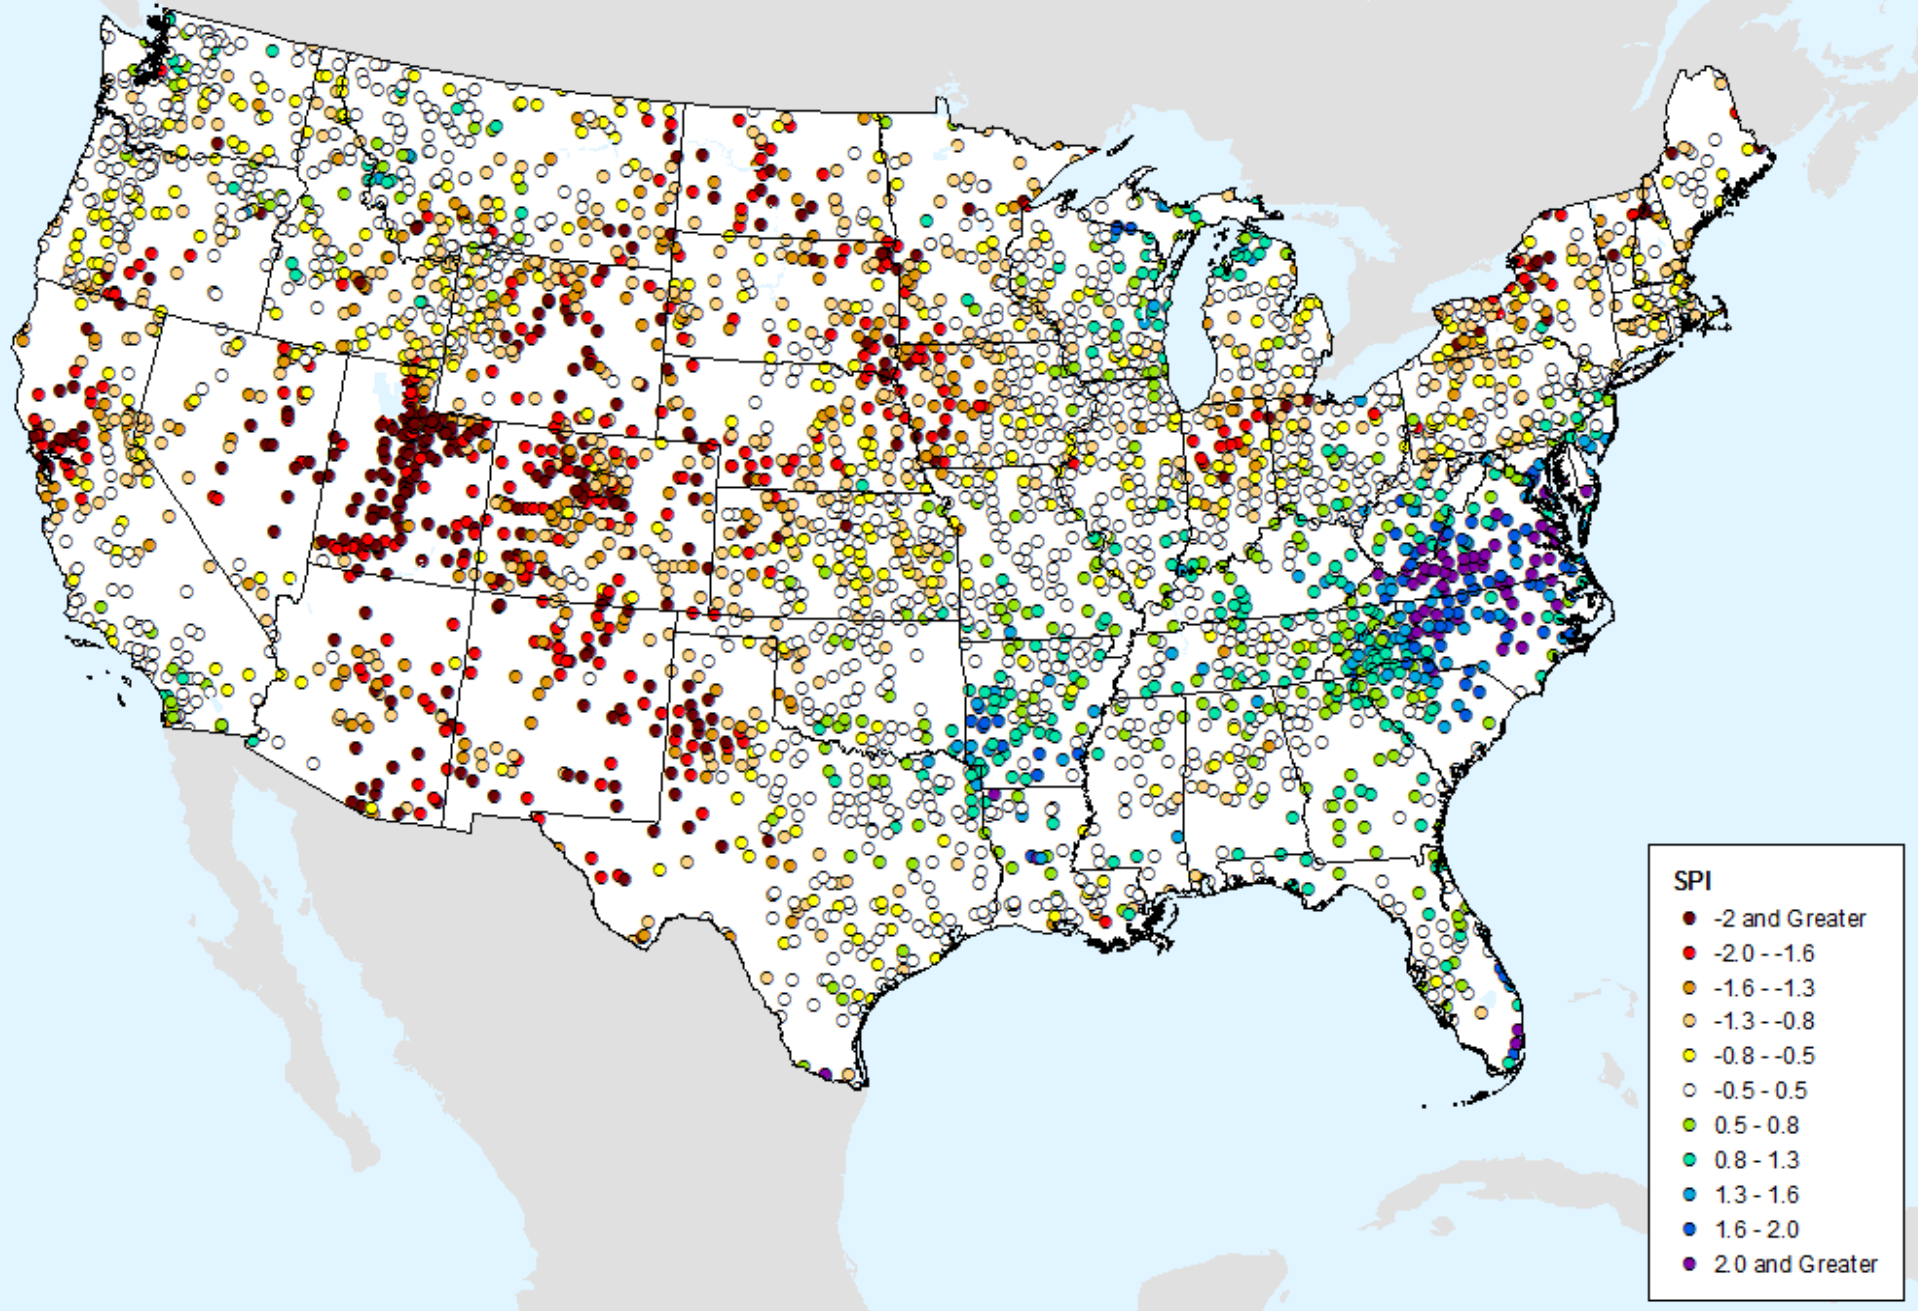 SPI
-2 and Greater
-2.0 - -1.6
-1.6 - -1.3
-1.3 - -0.8
-0.8 - -0.5
-0.5 - 0.5
0.5 - 0.8
0.8 - 1.3
1.3 - 1.6
1.6 - 2.0
2.0 and Greater